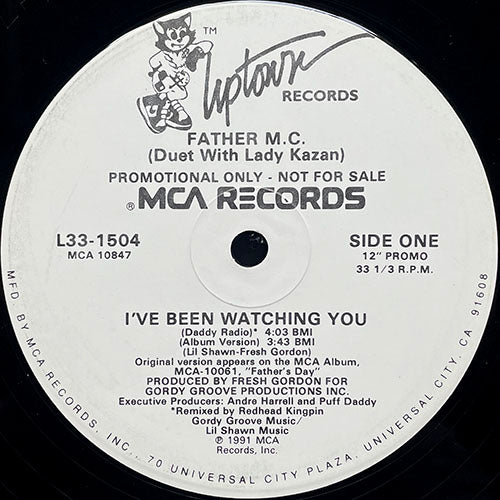 TM
Uptown
RECORDS
FATHER M.C.
(Duet With Lady Kazan)
PROMOTIONAL ONLY - NOT FOR SALE
® MCA RECORDS
L33-1504
MCA 10847
SIDE ONE
12" PROMO
33 1/3 R.P.M.
I'VE BEEN WATCHING YOU
(Daddy Radio)* 4:03 BMI
(Album Version) 3:43 BMI
(Lil Shawn-Fresh Gordon)
Original version appears on the MCA Album,
MCA-10061, "Father's Day"
PRODUCED BY FRESH GORDON FOR
GORDY GROOVE PRODUCTIONS INC.
Executive Producers: Andre Harrell and Puff Daddy
*Remixed by Redhead Kingpin
Gordy Groove Music/
Lil Shawn Music
℗ 1991 MCA
Records, Inc.
MFD. BY MCA RECORDS, INC., 70 UNIVERSAL CITY PLAZA, UNIVERSAL CITY, CA 91608